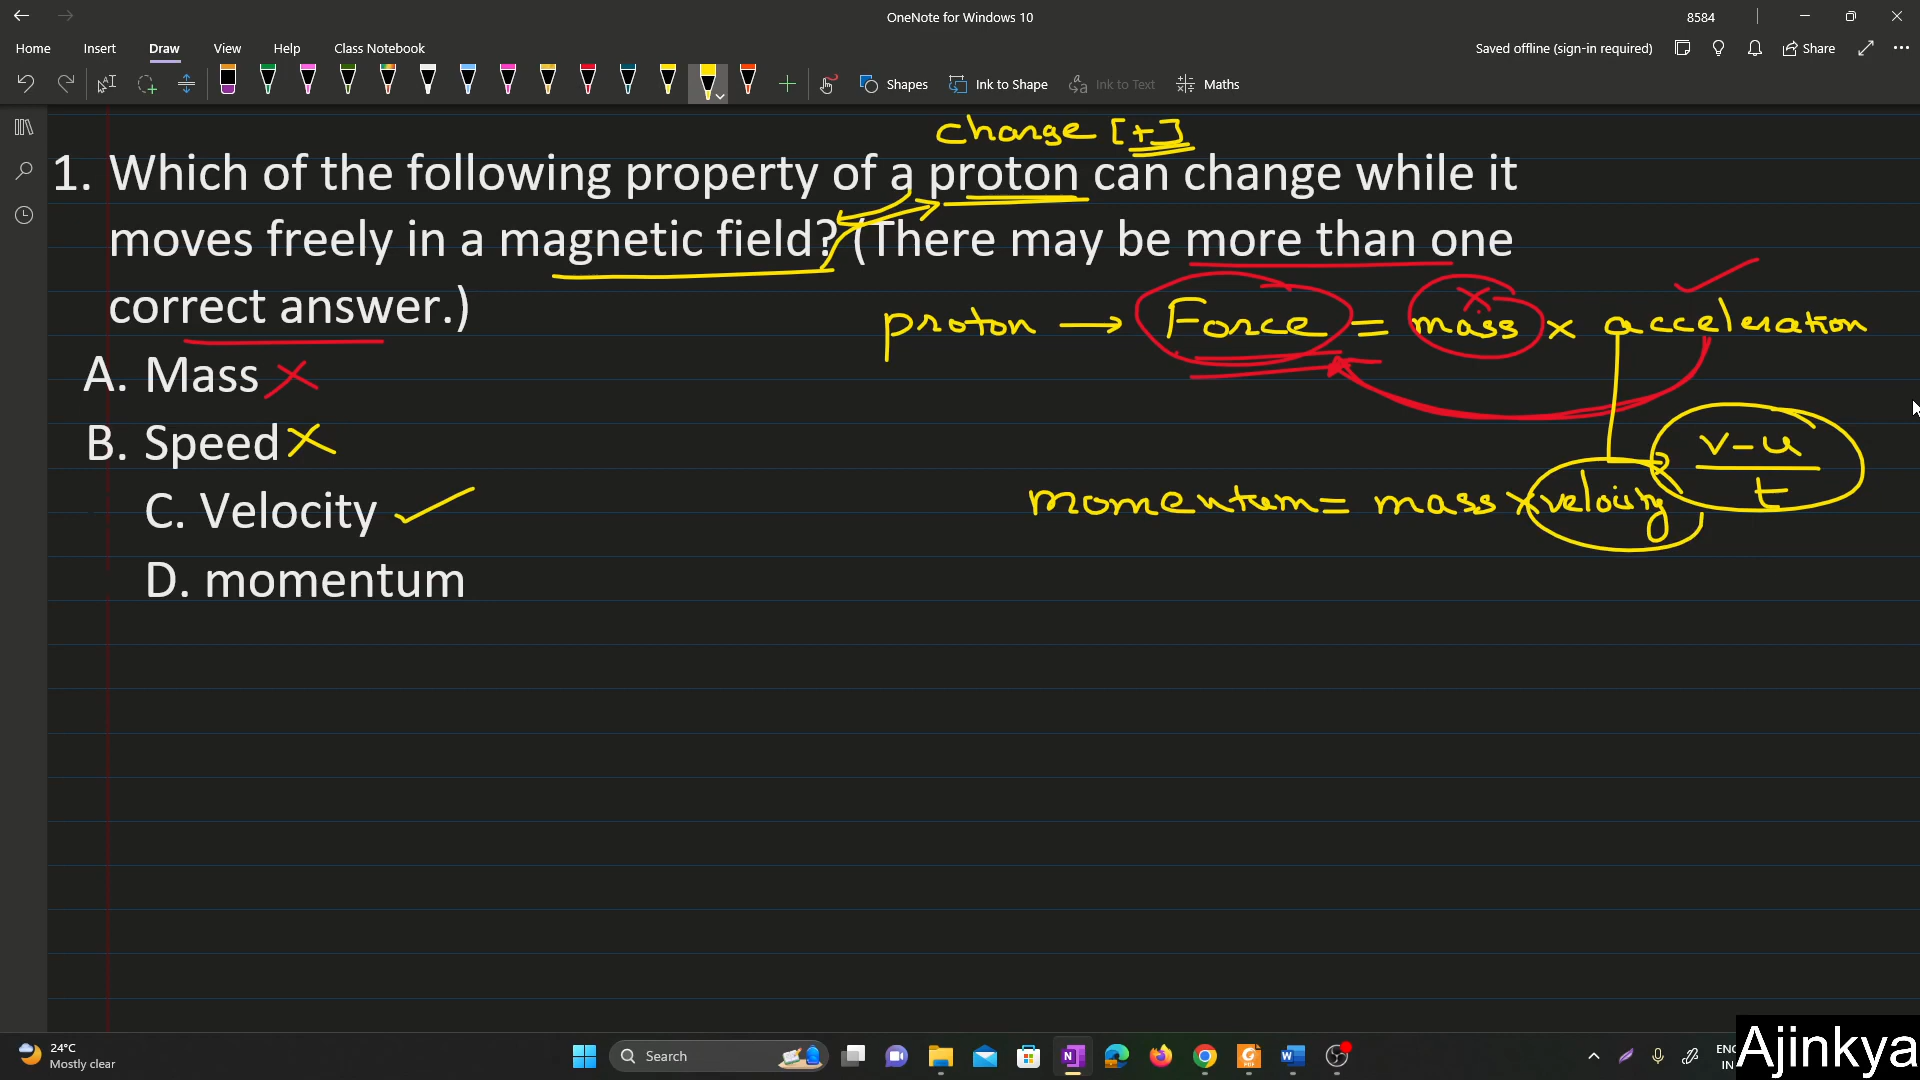 OneNote for Windows 10
8584
Home Insert Draw View Help Class Notebook
Saved offline (sign-in required) Share
Shapes Ink to Shape Ink to Text Maths
change [+]
1. Which of the following property of a proton can change while it
moves freely in a magnetic field? (There may be more than one
correct answer.)
proton → Force = mass x acceleration
A. Mass ×
B. Speed ×
v-u
t
C. Velocity ✓
momentum = mass × velocity
D. momentum
24°C
Mostly clear
Search
ENG
IN
Ajinkya